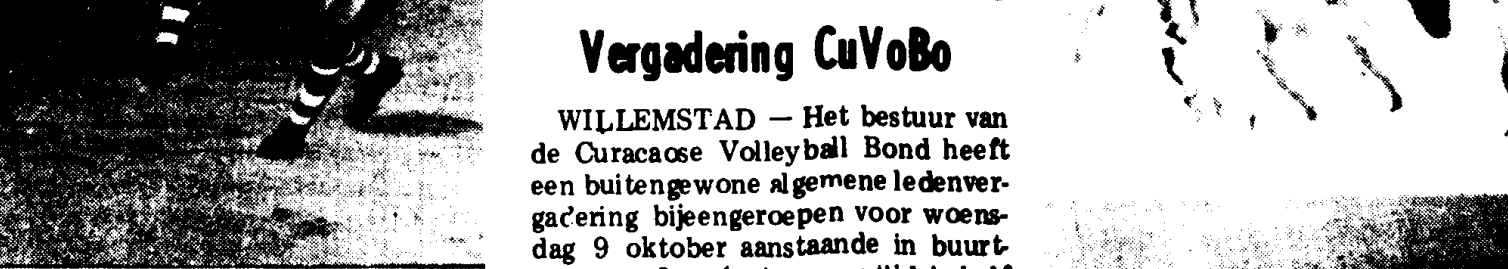 Vergadering CuVoBo
WILLEMSTAD — Het bestuur van
de Curacaose Volleyball Bond heeft
een buitengewone algemene ledenver-
gadering bijeengeroepen voor woens-
dag 9 oktober aanstaande in buurt-